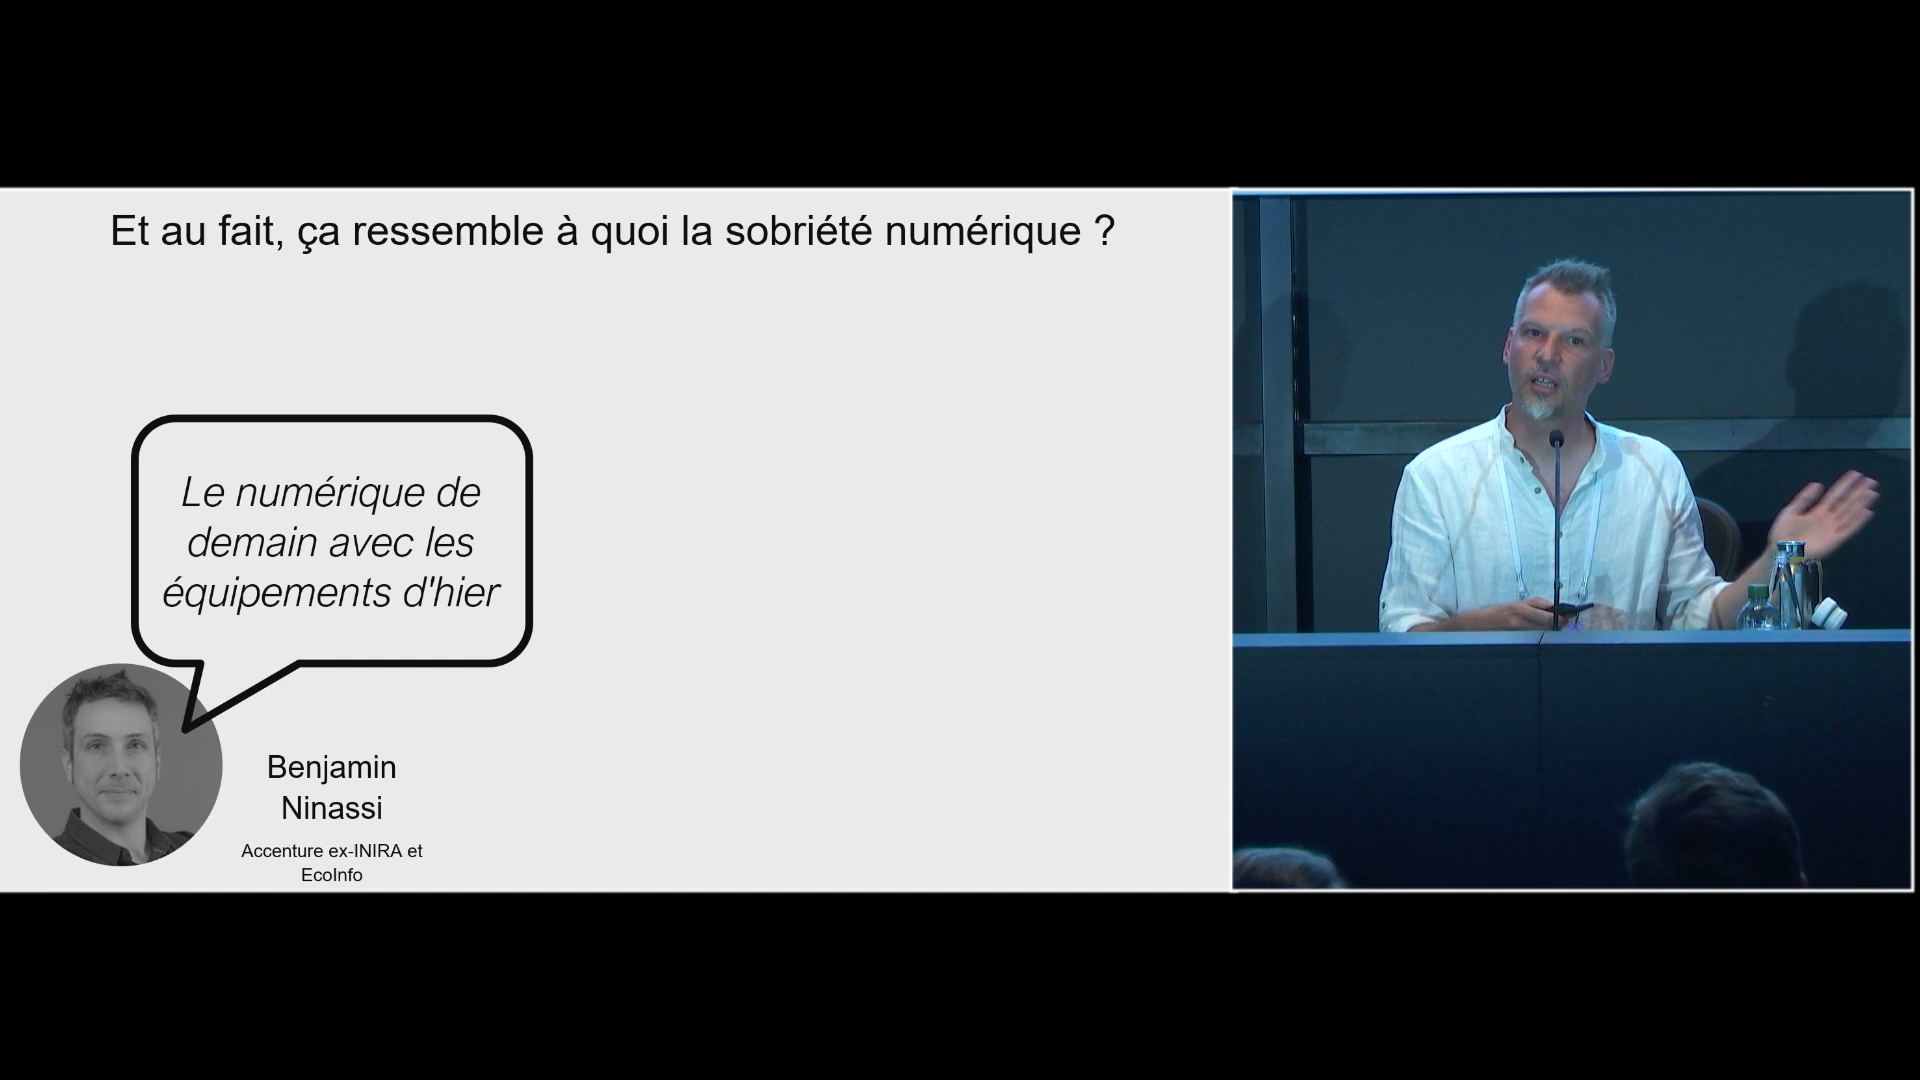 Et au fait, ça ressemble à quoi la sobriété numérique ?
Le numérique de
demain avec les
équipements d'hier
Benjamin
Ninassi
Accenture ex-INIRA et
EcoInfo